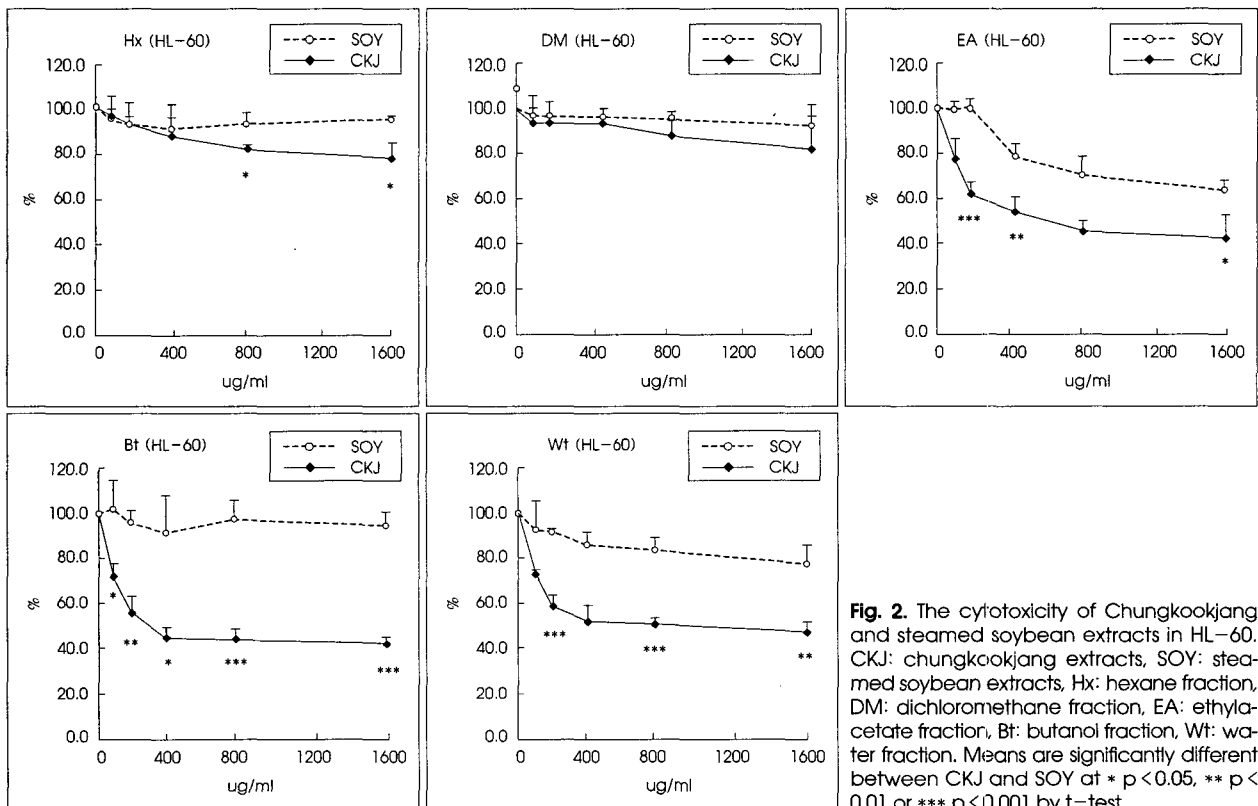 Hx (HL-60)
SOY
CKJ
120.0
100.0
80.0
60.0
40.0
20.0
0.0
%
0 400 800 1200 1600
ug/ml
* *
DM (HL-60)
SOY
CKJ
120.0
100.0
80.0
60.0
40.0
20.0
0.0
%
0 400 800 1200 1600
ug/ml
EA (HL-60)
SOY
CKJ
120.0
100.0
80.0
60.0
40.0
20.0
0.0
%
0 400 800 1200 1600
ug/ml
*** ** *
Bt (HL-60)
SOY
CKJ
120.0
100.0
80.0
60.0
40.0
20.0
0.0
%
0 400 800 1200 1600
ug/ml
* ** * *** ***
Wt (HL-60)
SOY
CKJ
120.0
100.0
80.0
60.0
40.0
20.0
0.0
%
0 400 800 1200 1600
ug/ml
*** *** **
Fig. 2. The cytotoxicity of Chungkookjang
and steamed soybean extracts in HL-60.
CKJ: chungkookjang extracts, SOY: stea-
med soybean extracts, Hx: hexane fraction,
DM: dichloromethane fraction, EA: ethyla-
cetate fraction, Bt: butanol fraction, Wt: wa-
ter fraction. Means are significantly different
between CKJ and SOY at * p<0.05, ** p<
0.01 or *** p<0.001 by t-test